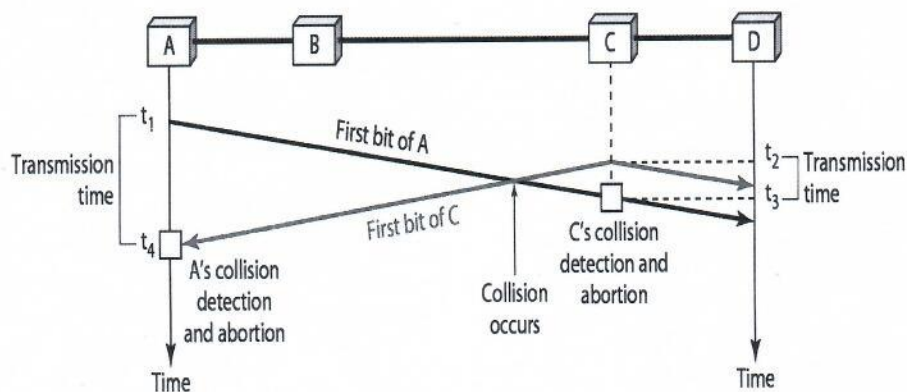 A
B
C
D
t1
First bit of A
t2
Transmission
time
Transmission
time
t3
First bit of C
t4
C's collision
detection and
abortion
A's collision
detection
and abortion
Collision
occurs
Time
Time